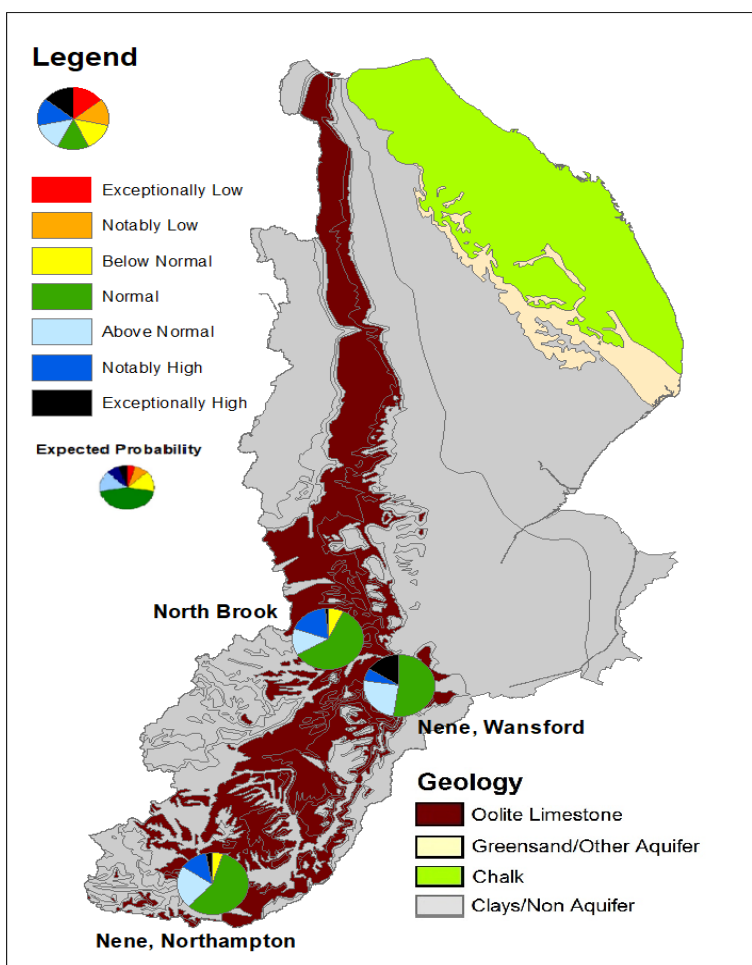 Legend
Exceptionally Low
Notably Low
Below Normal
Normal
Above Normal
Notably High
Exceptionally High
Expected Probability
North Brook
Nene, Wansford
Geology
Oolite Limestone
Greensand/Other Aquifer
Chalk
Clays/Non Aquifer
Nene, Northampton